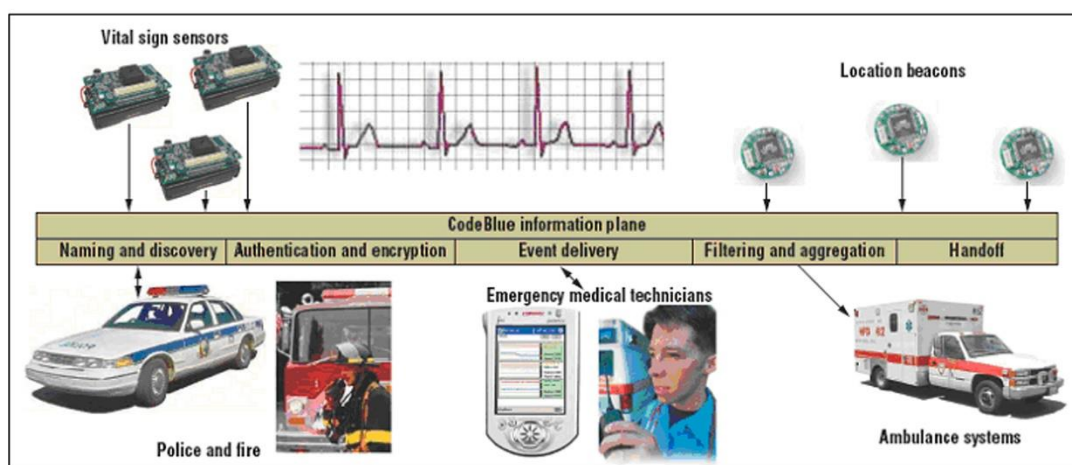 Vital sign sensors
Location beacons
CodeBlue information plane
Naming and discovery
Authentication and encryption
Event delivery
Filtering and aggregation
Handoff
Emergency medical technicians
Police and fire
Ambulance systems